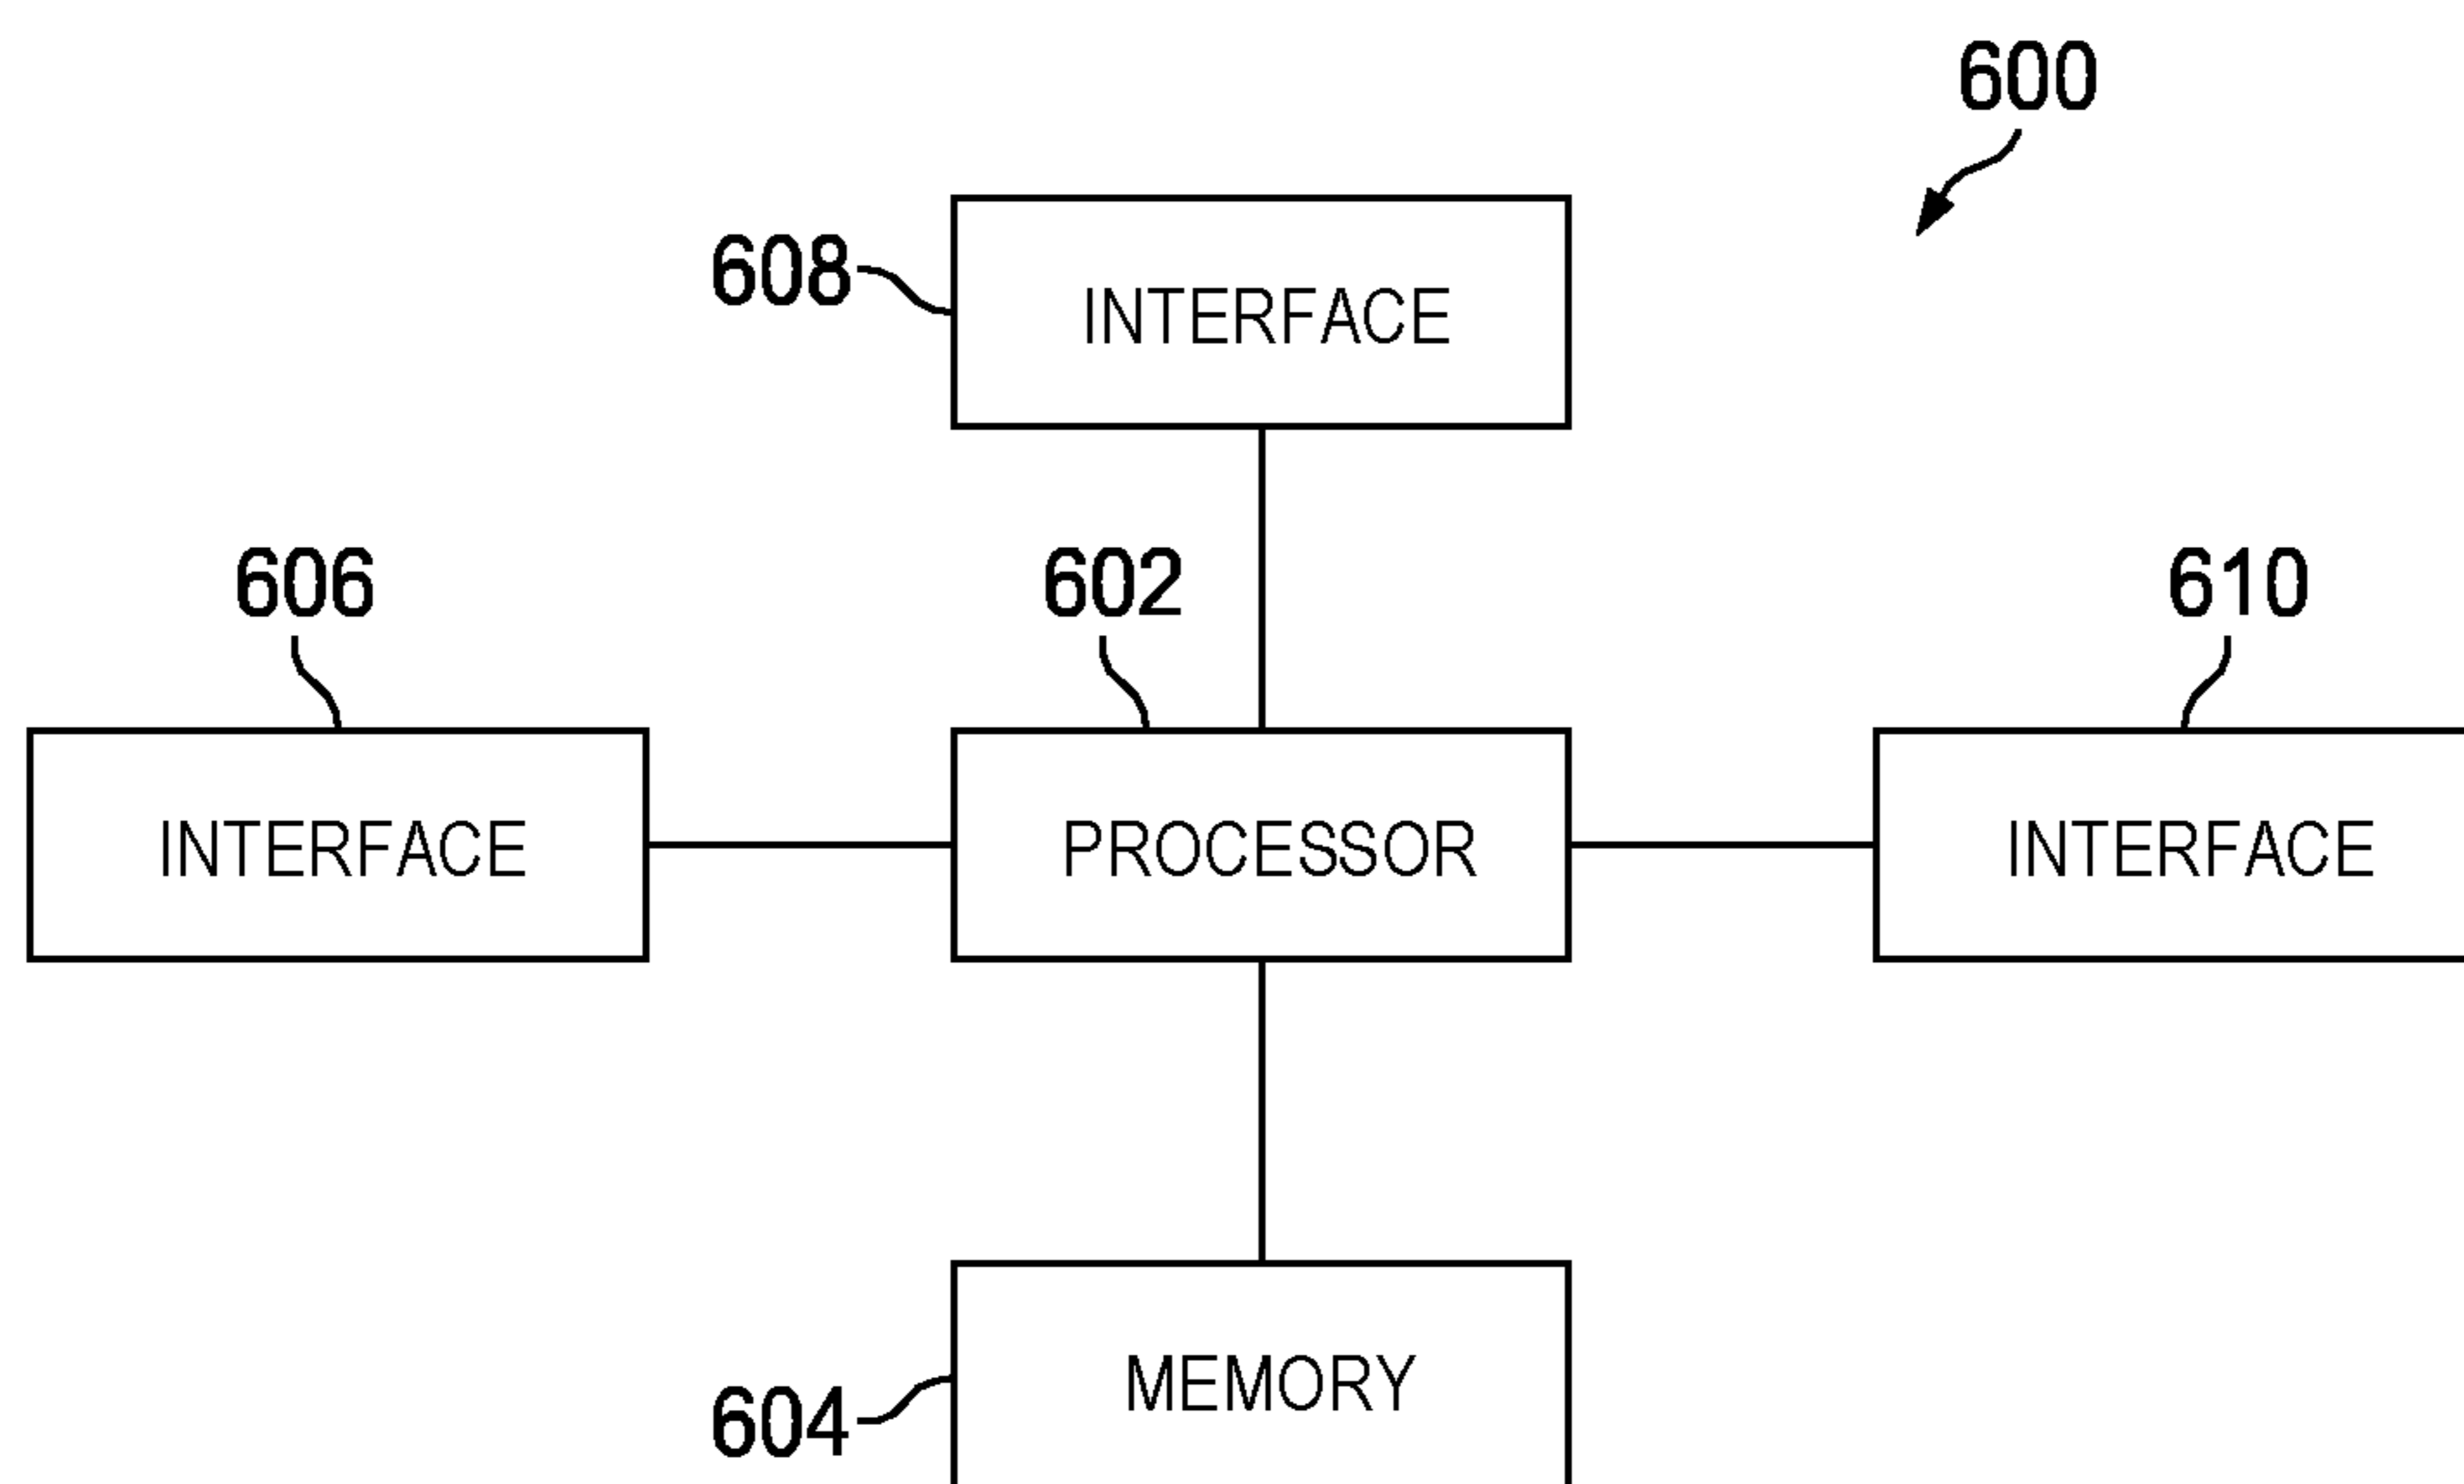 600
608
INTERFACE
606
602
610
INTERFACE
PROCESSOR
INTERFACE
MEMORY
604